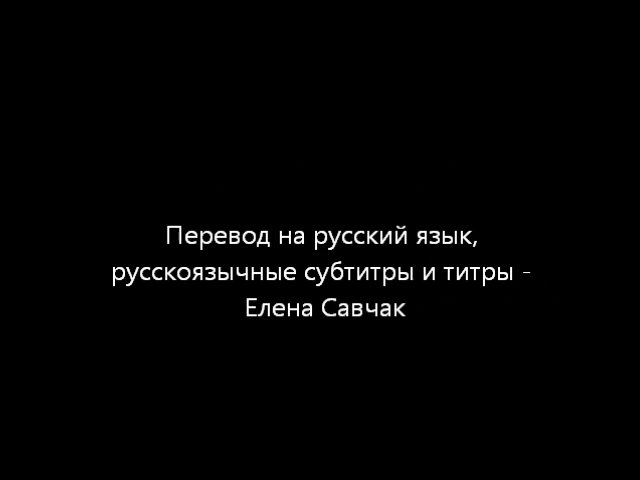 Перевод на русский язык,
русскоязычные субтитры и титры -
Елена Савчак